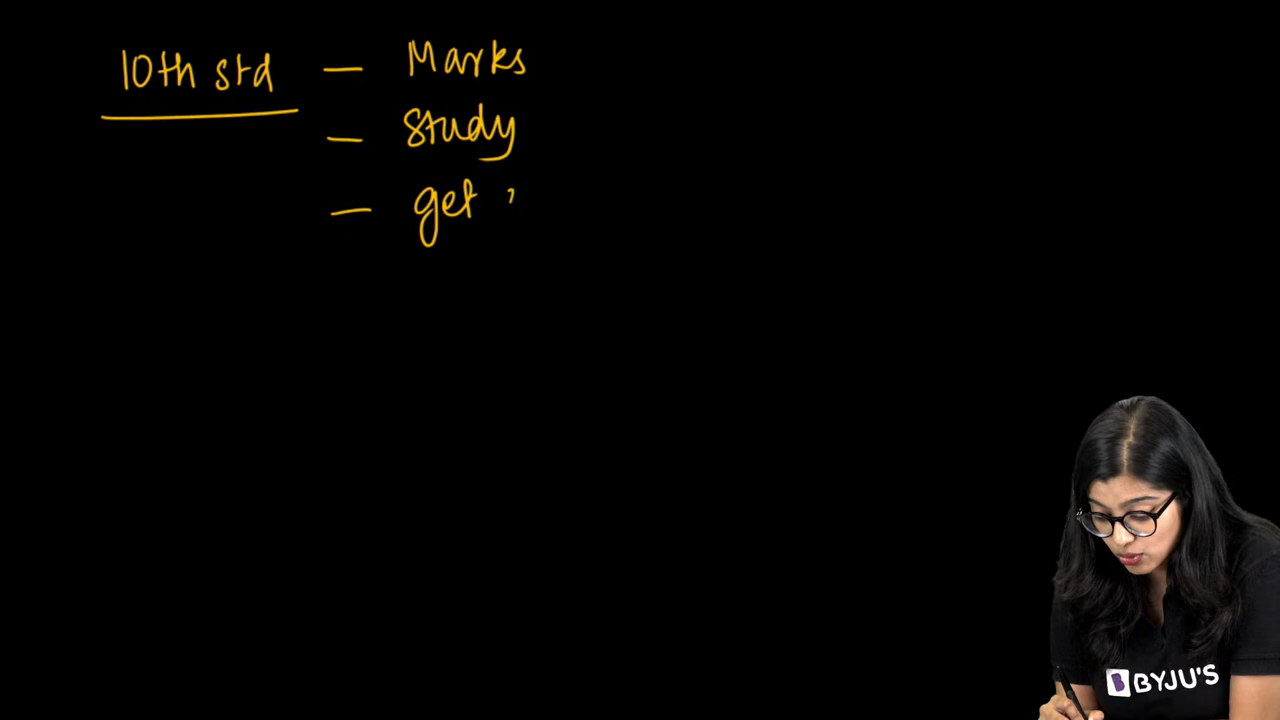 10th std — Marks
— Study
— get
BYJU'S